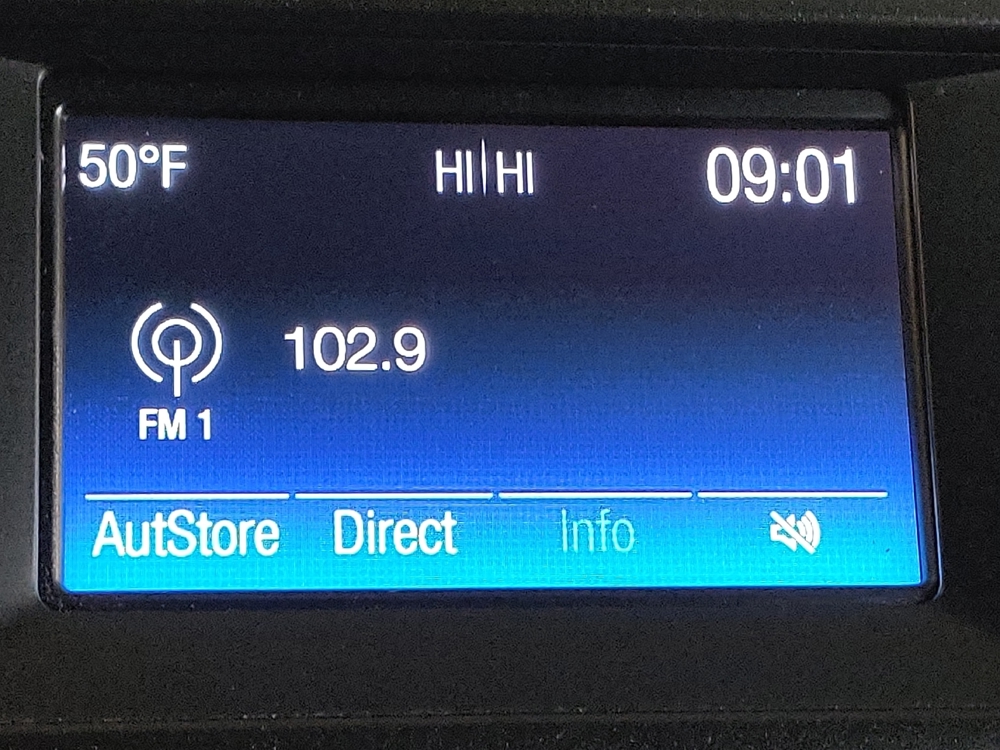 50°F HI|HI 09:01
102.9
FM 1
AutStore Direct Info